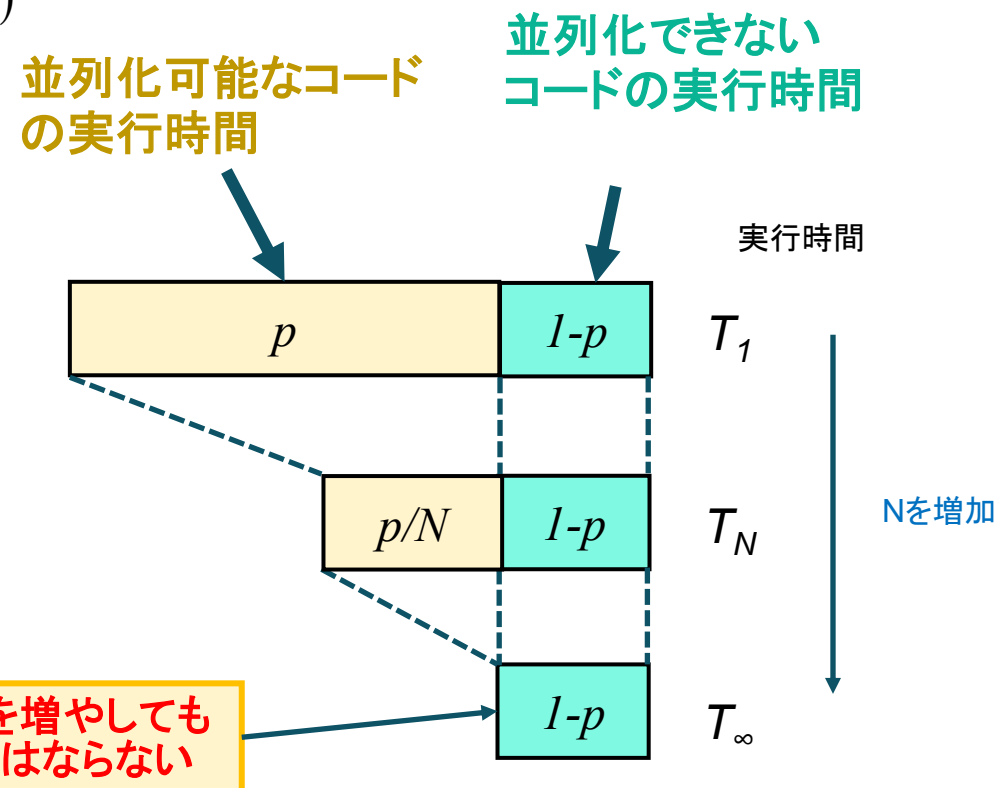 )
並列化可能なコード
の実行時間
並列化できない
コードの実行時間
実行時間
p
1-p
T1
p/N
1-p
TN
Nを増加
を増やしても
はならない
1-p
T∞